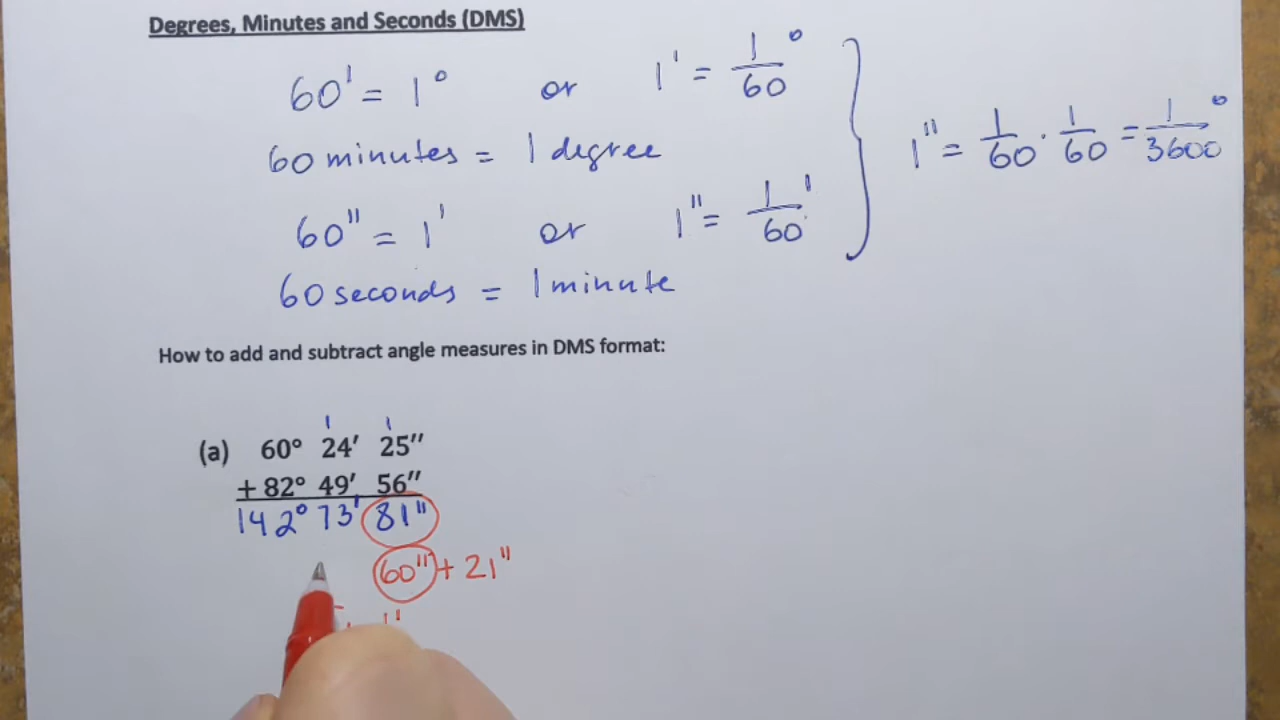 Degrees, Minutes and Seconds (DMS)
60' = 1° or 1' = 1/60°
60 minutes = 1 degree
1'' = 1/60 · 1/60 = 1/3600°
60'' = 1' or 1'' = 1/60'
60 seconds = 1 minute
How to add and subtract angle measures in DMS format:
1 1
(a) 60° 24' 25''
+ 82° 49' 56''
142° 73' 81''
60'' + 21''